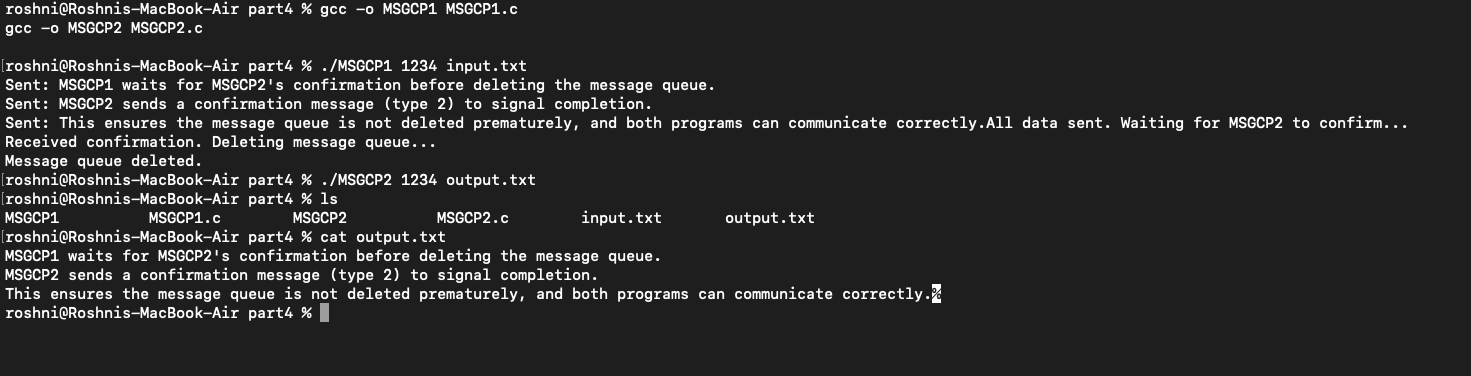 roshni@Roshnis-MacBook-Air part4 % gcc -o MSGCP1 MSGCP1.c
gcc -o MSGCP2 MSGCP2.c
[roshni@Roshnis-MacBook-Air part4 % ./MSGCP1 1234 input.txt
Sent: MSGCP1 waits for MSGCP2's confirmation before deleting the message queue.
Sent: MSGCP2 sends a confirmation message (type 2) to signal completion.
Sent: This ensures the message queue is not deleted prematurely, and both programs can communicate correctly.All data sent. Waiting for MSGCP2 to confirm...
Received confirmation. Deleting message queue...
Message queue deleted.
[roshni@Roshnis-MacBook-Air part4 % ./MSGCP2 1234 output.txt
[roshni@Roshnis-MacBook-Air part4 % ls
MSGCP1 MSGCP1.c MSGCP2 MSGCP2.c input.txt output.txt
[roshni@Roshnis-MacBook-Air part4 % cat output.txt
MSGCP1 waits for MSGCP2's confirmation before deleting the message queue.
MSGCP2 sends a confirmation message (type 2) to signal completion.
This ensures the message queue is not deleted prematurely, and both programs can communicate correctly.%
roshni@Roshnis-MacBook-Air part4 %